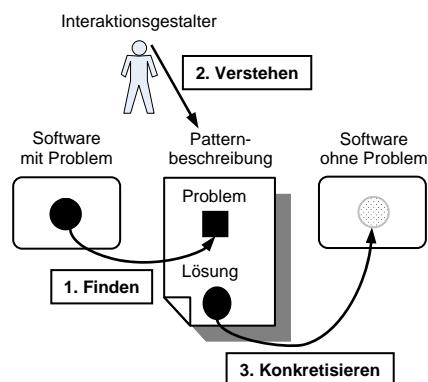 Interaktionsgestalter
2. Verstehen
Software
mit Problem
Pattern-
beschreibung
Software
ohne Problem
Problem
1. Finden
Lösung
3. Konkretisieren